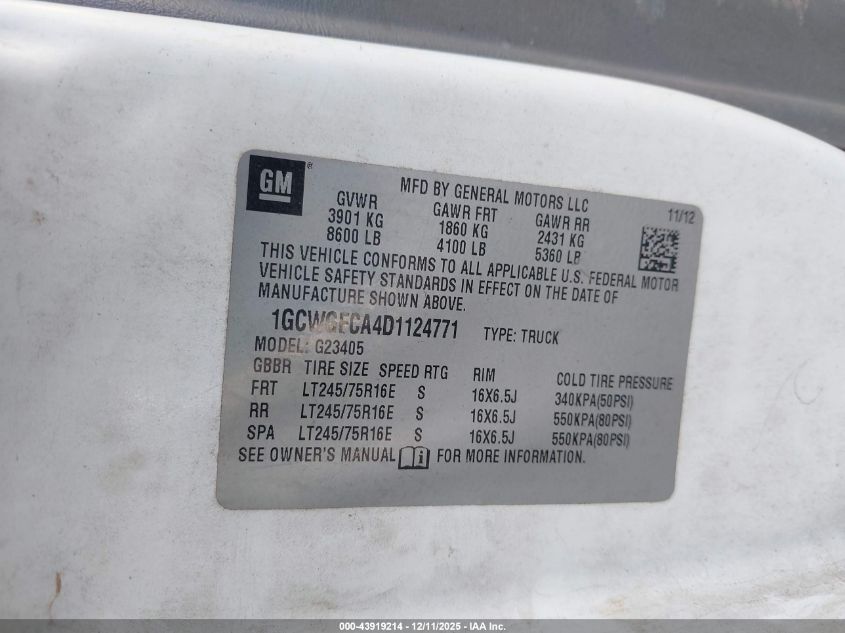 GM ®
MFD BY GENERAL MOTORS LLC
11/12
GVWR GAWR FRT GAWR RR
3901 KG 1860 KG 2431 KG
8600 LB 4100 LB 5360 LB
THIS VEHICLE CONFORMS TO ALL APPLICABLE U.S. FEDERAL MOTOR
VEHICLE SAFETY STANDARDS IN EFFECT ON THE DATE OF
MANUFACTURE SHOWN ABOVE.
1GCWGFCA4D1124771 TYPE: TRUCK
MODEL: G23405
GBBR TIRE SIZE SPEED RTG RIM COLD TIRE PRESSURE
FRT LT245/75R16E S 16X6.5J 340KPA(50PSI)
RR LT245/75R16E S 16X6.5J 550KPA(80PSI)
SPA LT245/75R16E S 16X6.5J 550KPA(80PSI)
SEE OWNER'S MANUAL i FOR MORE INFORMATION.
000-43919214 - 12/11/2025 - IAA Inc.